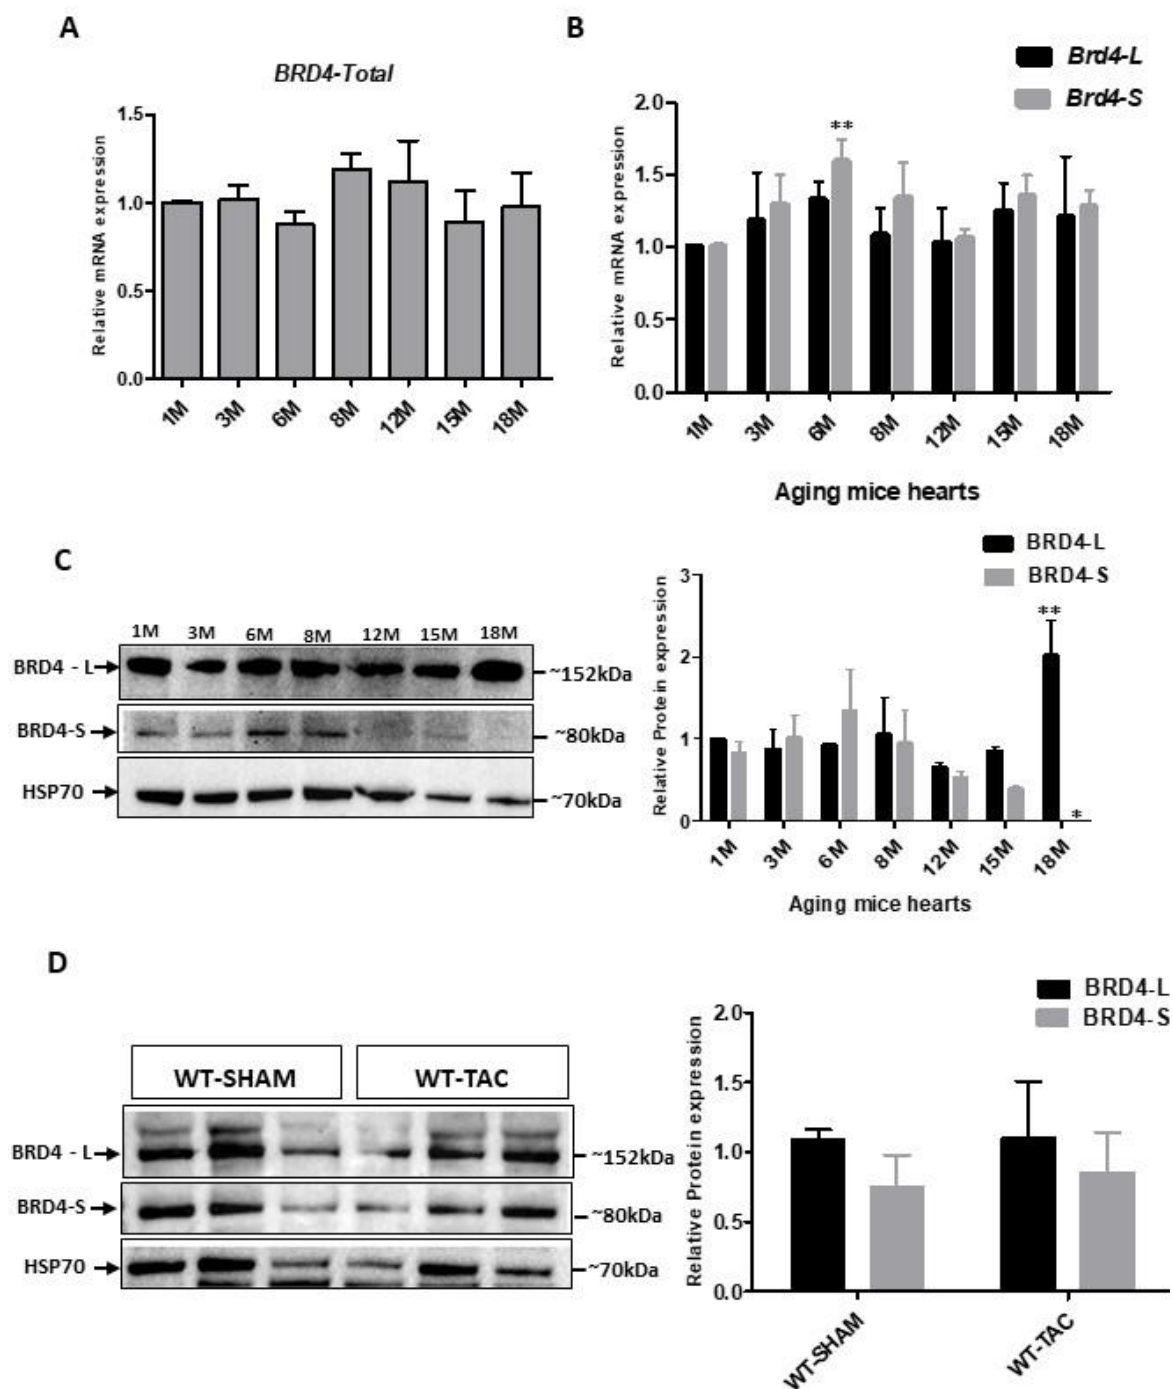 A
BRD4-Total
Relative mRNA expression
1.5
1.0
0.5
0.0
1M 3M 6M 8M 12M 15M 18M
B
Brd4-L
Brd4-S
Relative mRNA expression
2.0
1.5
1.0
0.5
0.0
**
1M 3M 6M 8M 12M 15M 18M
Aging mice hearts
C
1M 3M 6M 8M 12M 15M 18M
BRD4 - L
~152kDa
BRD4-S
~80kDa
HSP70
~70kDa
BRD4-L
BRD4-S
Relative Protein expression
3
2
1
0
**
*
1M 3M 6M 8M 12M 15M 18M
Aging mice hearts
D
WT-SHAM WT-TAC
BRD4 - L
~152kDa
BRD4-S
~80kDa
HSP70
~70kDa
BRD4-L
BRD4-S
Relative Protein expression
2.0
1.5
1.0
0.5
0.0
WT-SHAM WT-TAC